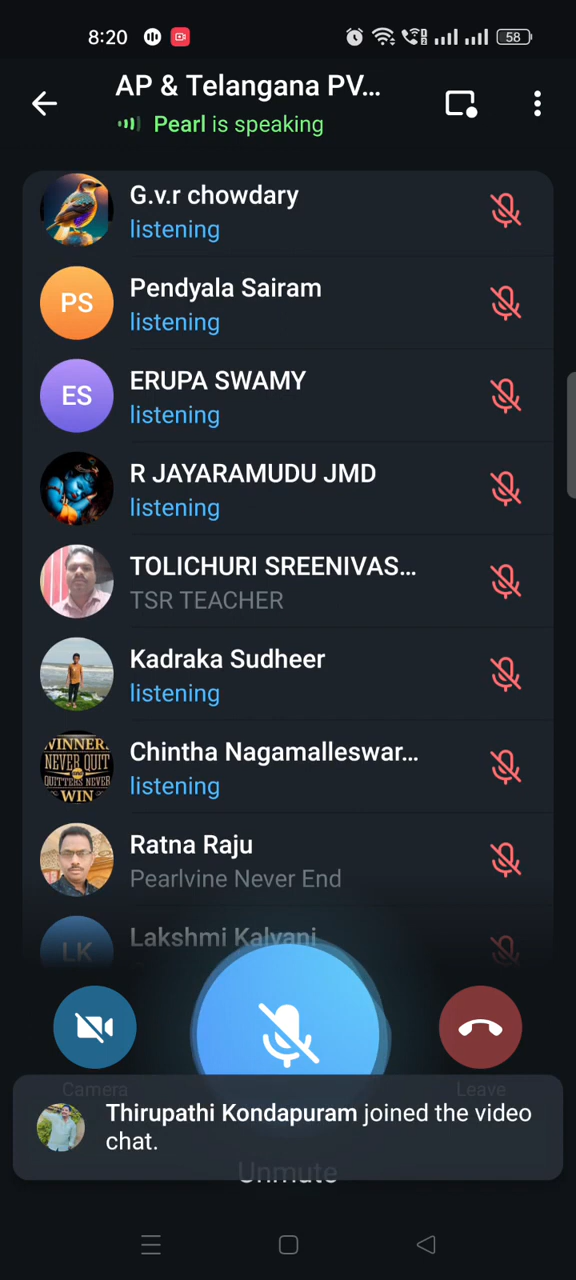 8:20
58
AP & Telangana PV...
Pearl is speaking
G.v.r chowdary
listening
PS
Pendyala Sairam
listening
ES
ERUPA SWAMY
listening
R JAYARAMUDU JMD
listening
TOLICHURI SREENIVAS...
TSR TEACHER
Kadraka Sudheer
listening
WINNER.
NEVER QUIT
and
QUITTERS NEVER
WIN
Chintha Nagamalleswar...
listening
Ratna Raju
Pearlvine Never End
LK
Lakshmi Kalyani
Camera
Leave
Thirupathi Kondapuram joined the video
chat.
Unmute